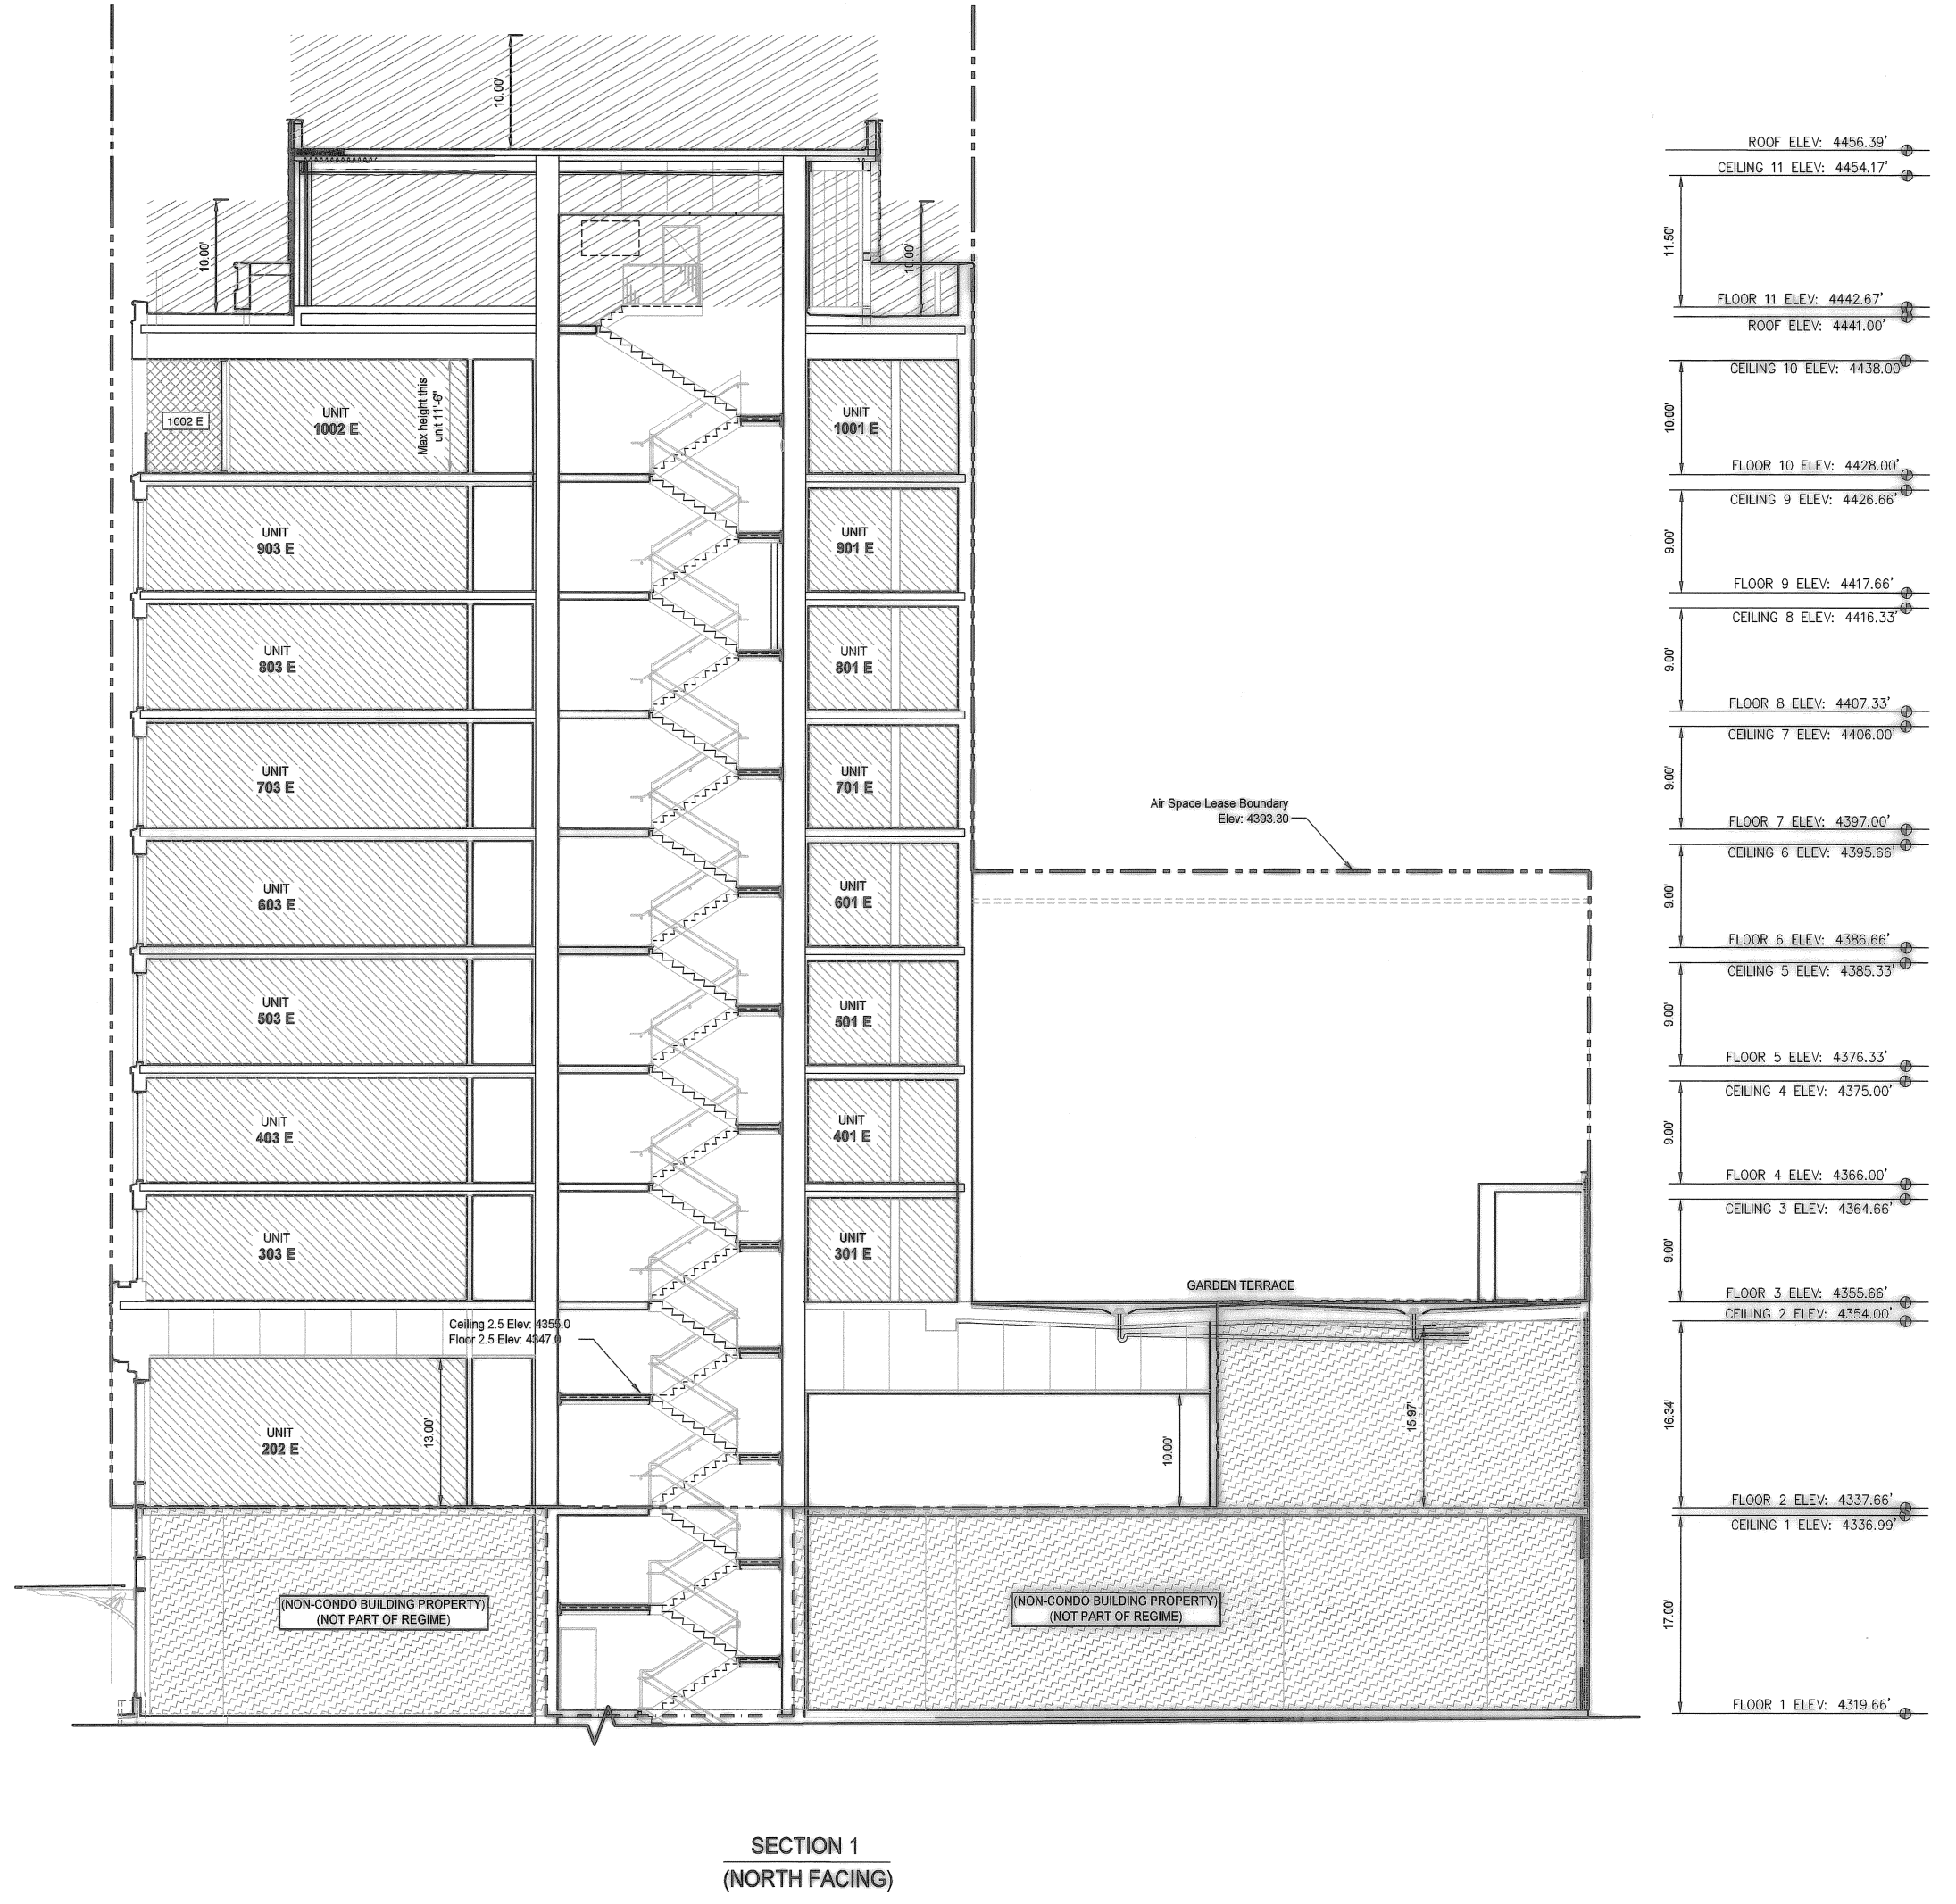 10.00'
ROOF ELEV: 4456.39'
CEILING 11 ELEV: 4454.17'
11.50'
10.00'
10.00'
FLOOR 11 ELEV: 4442.67'
ROOF ELEV: 4441.00'
CEILING 10 ELEV: 4438.00'
1002 E
UNIT
1002 E
Max height this
unit 11'-6"
UNIT
1001 E
10.00'
FLOOR 10 ELEV: 4428.00'
CEILING 9 ELEV: 4426.66'
UNIT
903 E
UNIT
901 E
9.00'
FLOOR 9 ELEV: 4417.66'
CEILING 8 ELEV: 4416.33'
UNIT
803 E
UNIT
801 E
9.00'
FLOOR 8 ELEV: 4407.33'
CEILING 7 ELEV: 4406.00'
UNIT
703 E
UNIT
701 E
9.00'
Air Space Lease Boundary
Elev: 4393.30
FLOOR 7 ELEV: 4397.00'
CEILING 6 ELEV: 4395.66'
UNIT
603 E
UNIT
601 E
9.00'
FLOOR 6 ELEV: 4386.66'
CEILING 5 ELEV: 4385.33'
UNIT
503 E
UNIT
501 E
9.00'
FLOOR 5 ELEV: 4376.33'
CEILING 4 ELEV: 4375.00'
UNIT
403 E
UNIT
401 E
9.00'
FLOOR 4 ELEV: 4366.00'
CEILING 3 ELEV: 4364.66'
UNIT
303 E
UNIT
301 E
9.00'
GARDEN TERRACE
FLOOR 3 ELEV: 4355.66'
CEILING 2 ELEV: 4354.00'
Ceiling 2.5 Elev: 4355.0
Floor 2.5 Elev: 4347.0
UNIT
202 E
13.00'
10.00'
15.97'
16.34'
FLOOR 2 ELEV: 4337.66'
CEILING 1 ELEV: 4336.99'
(NON-CONDO BUILDING PROPERTY)
(NOT PART OF REGIME)
(NON-CONDO BUILDING PROPERTY)
(NOT PART OF REGIME)
17.00'
FLOOR 1 ELEV: 4319.66'
SECTION 1
(NORTH FACING)